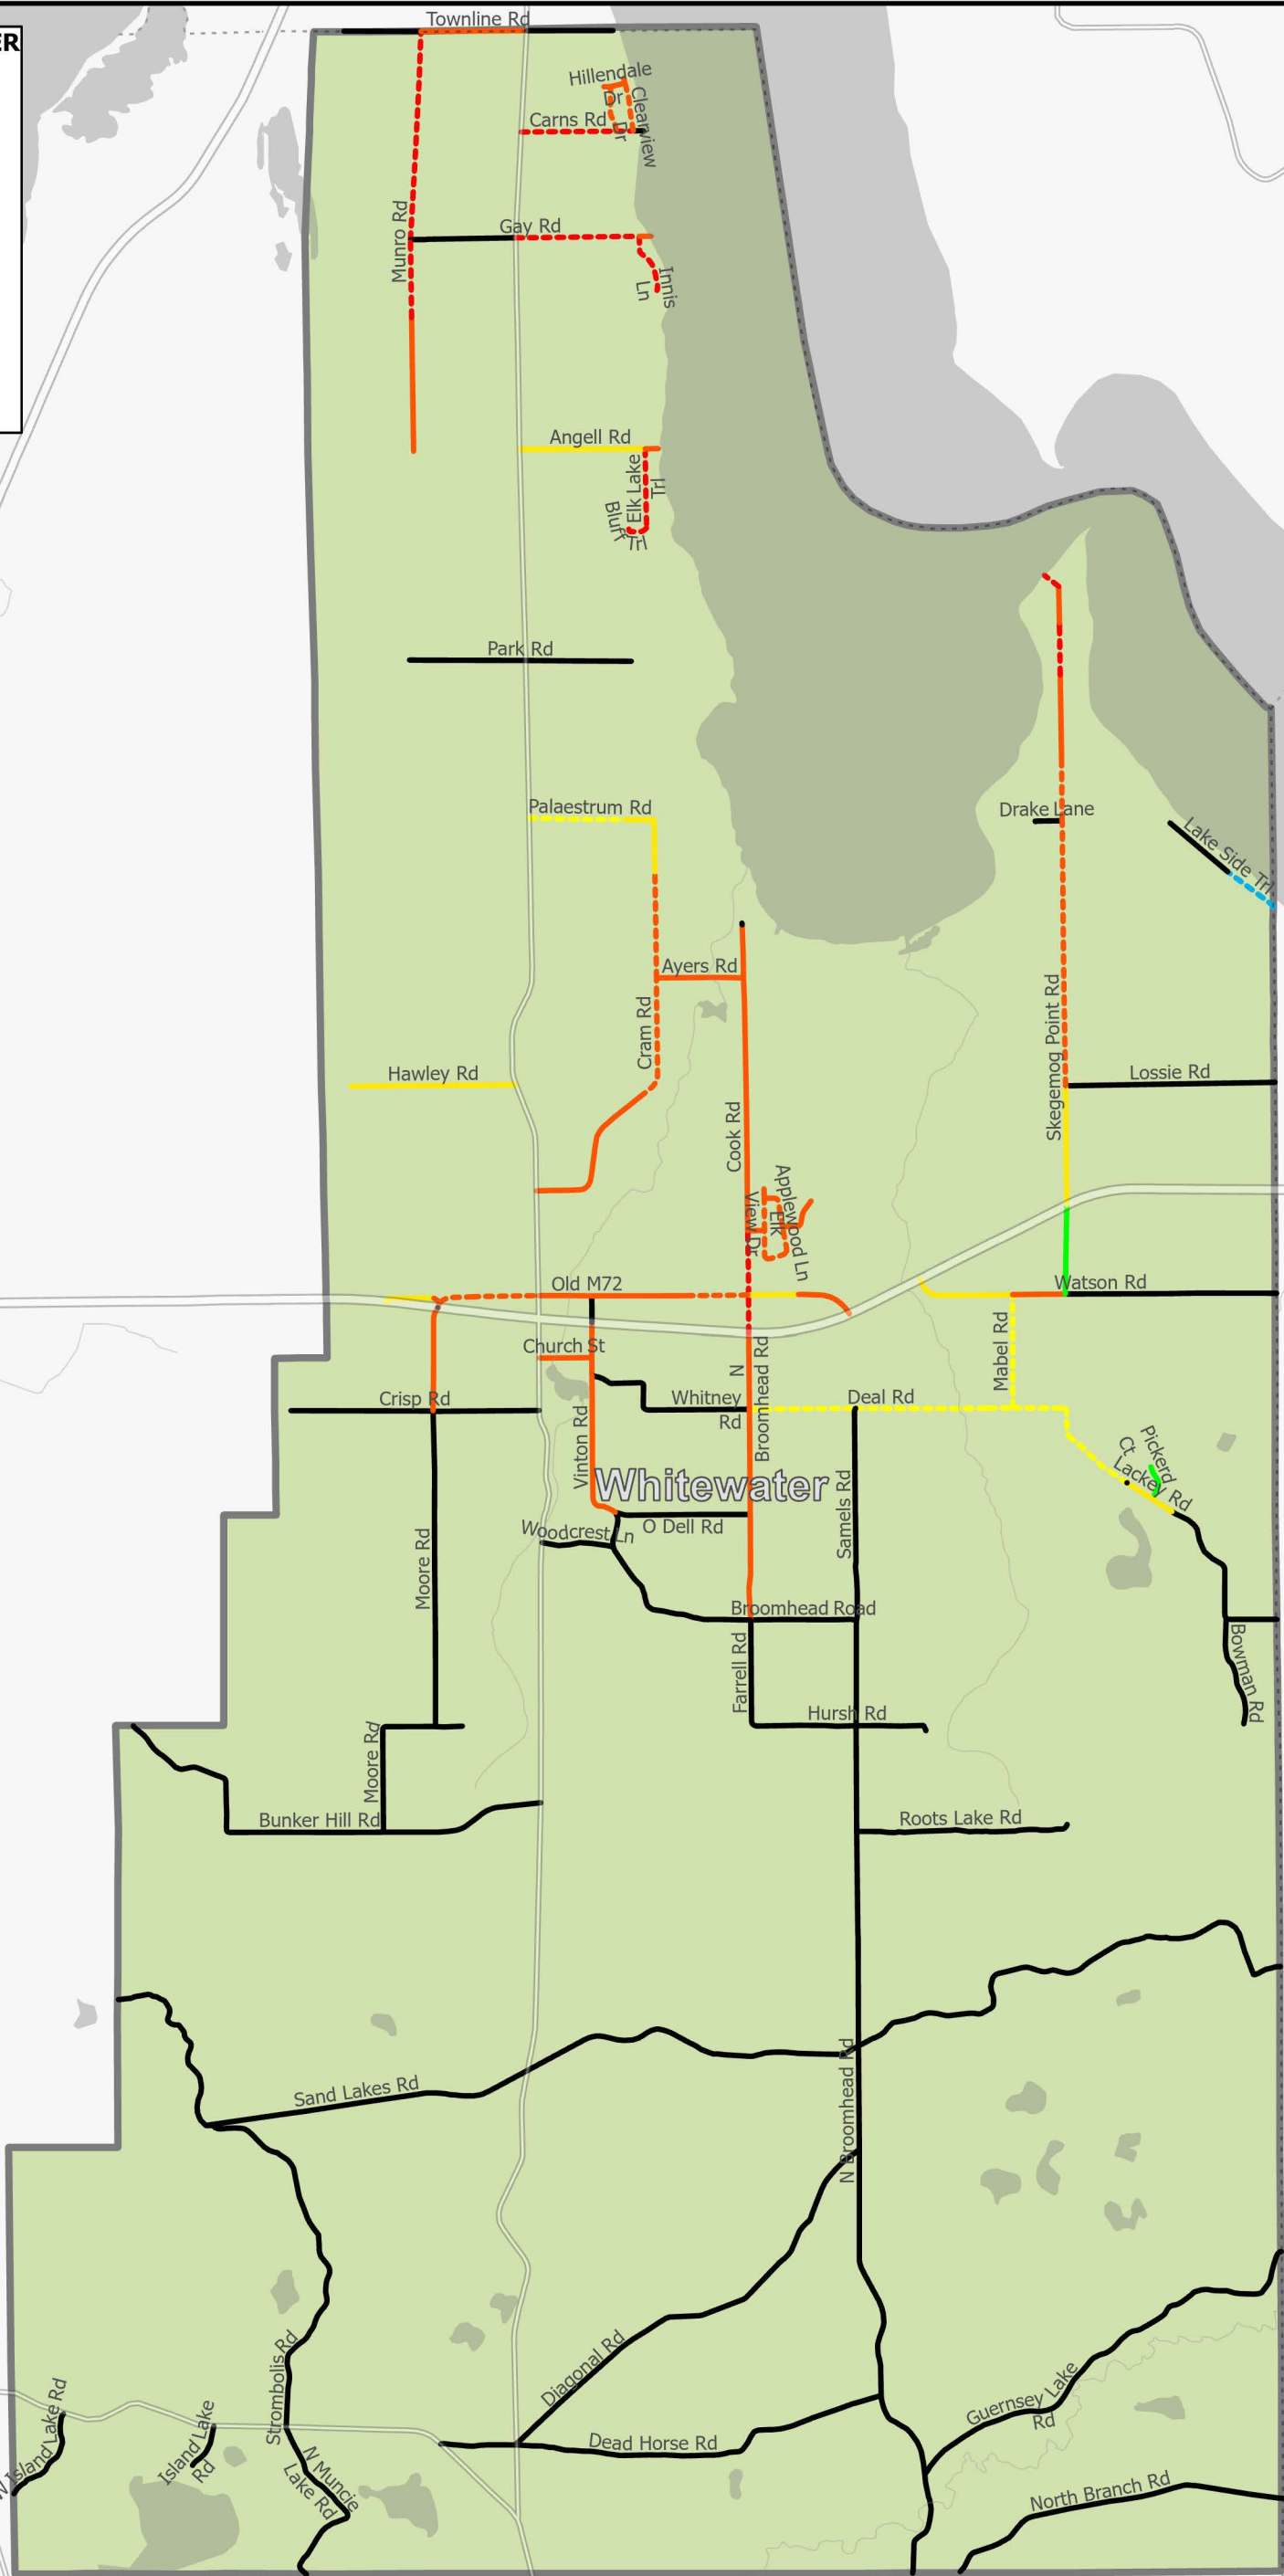 ER
Townline Rd
Hillendale
Dr
Clearview
Dr
Carns Rd
Munro Rd
Gay Rd
Innis
Ln
Angell Rd
Elk Lake
Trl
Bluff
Trl
Park Rd
Palaestrum Rd
Drake Lane
Lake Side Trl
Ayers Rd
Cram Rd
Skegemog Point Rd
Hawley Rd
Lossie Rd
Cook Rd
Applewood Ln
Elk
View Dr
Old M72
Watson Rd
Church St
Mabel Rd
N
Broomhead Rd
Crisp Rd
Whitney
Rd
Deal Rd
Vinton Rd
Pickerd
Ct
Lackey Rd
Whitewater
Samels Rd
Woodcrest Ln
O Dell Rd
Moore Rd
Broomhead Road
Farrell Rd
Bowman Rd
Hursh Rd
Moore Rd
Bunker Hill Rd
Roots Lake Rd
Sand Lakes Rd
N Broomhead Rd
Strombolis Rd
Diagonal Rd
Guernsey Lake
Rd
W Island Lake Rd
Island Lake
Rd
Dead Horse Rd
N Muncie
Lake Rd
North Branch Rd